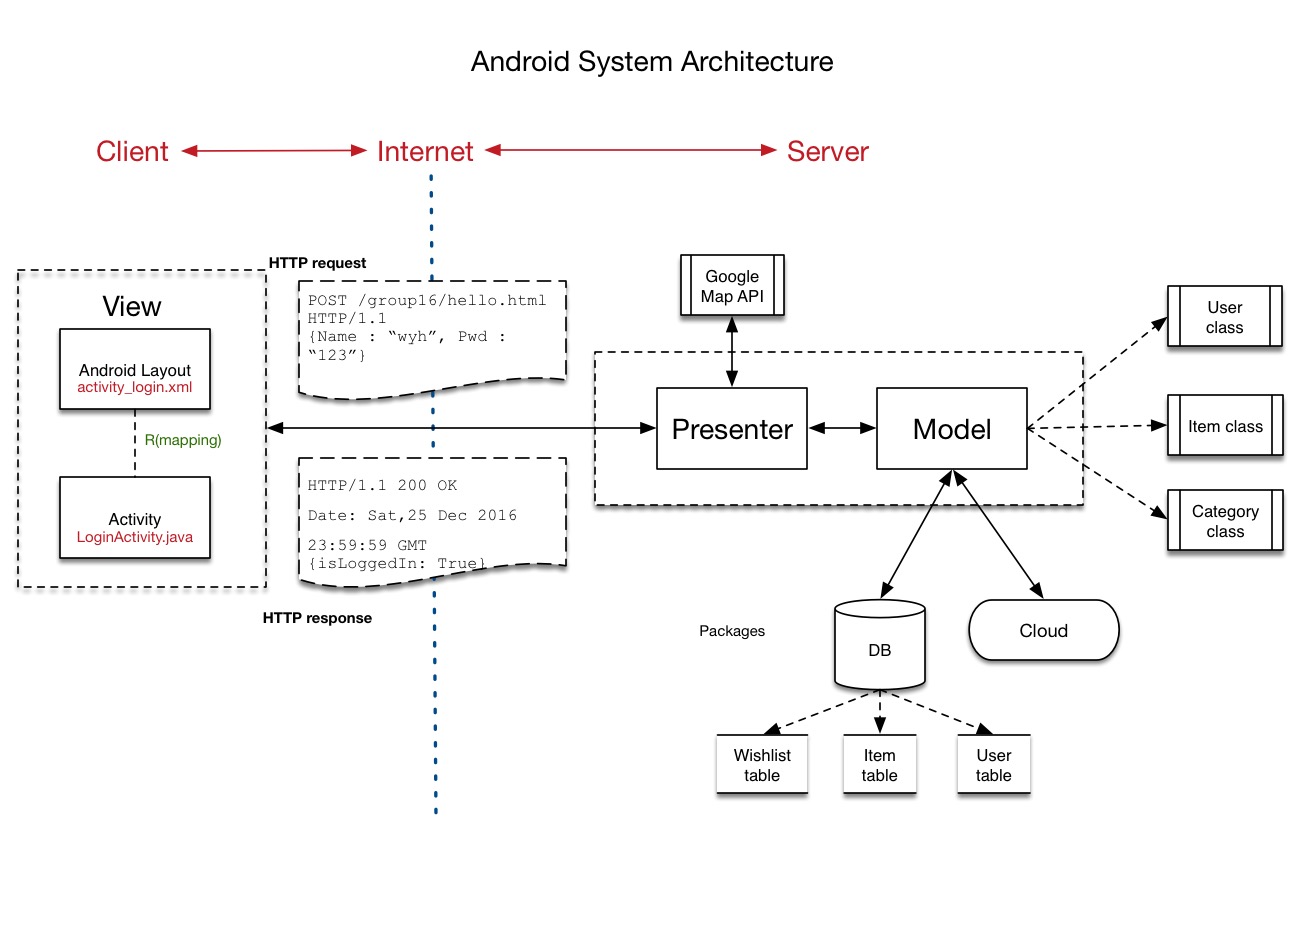 Android System Architecture
Client
Internet
Server
HTTP request
View
Android Layout
activity_login.xml
R(mapping)
Activity
LoginActivity.java
POST /group16/hello.html
HTTP/1.1
{Name : “wyh”, Pwd :
“123”}
HTTP/1.1 200 OK
Date: Sat,25 Dec 2016
23:59:59 GMT
{isLoggedIn: True}
HTTP response
Google
Map API
Presenter
Model
User
class
Item class
Category
class
Packages
DB
Cloud
Wishlist
table
Item
table
User
table